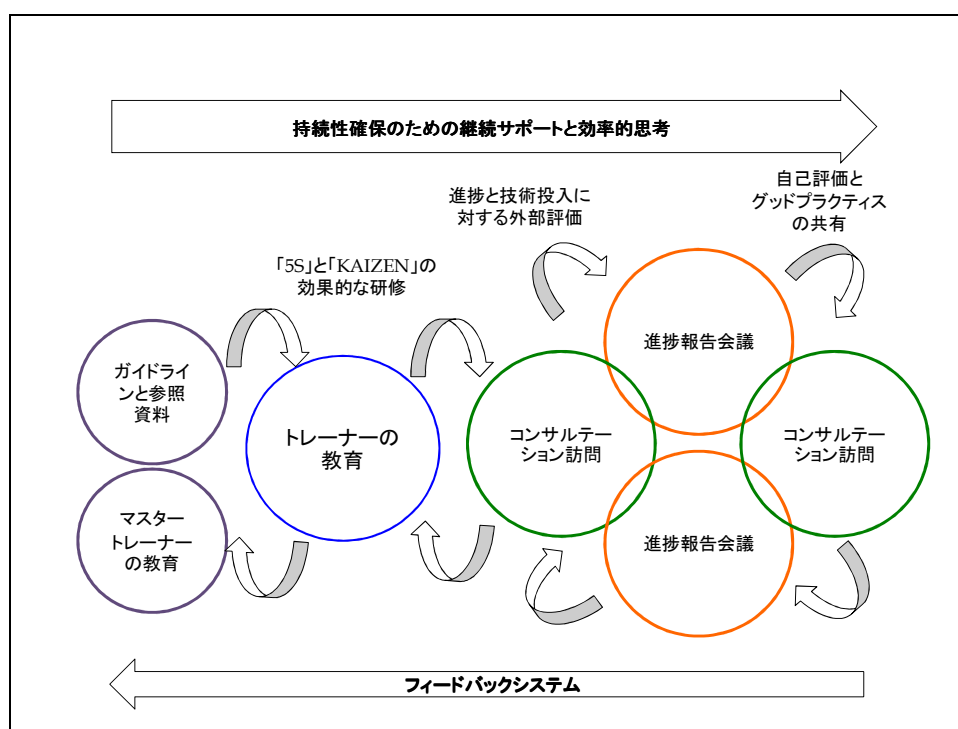 持続性確保のための継続サポートと効率的思考
自己評価と
グッドプラクティス
の共有
進捗と技術投入に
対する外部評価
「5S」と「KAIZEN」の
効果的な研修
ガイドライ
ンと参照
資料
マスター
トレーナー
の教育
トレーナーの
教育
コンサルテー
ション訪問
進捗報告会議
進捗報告会議
コンサルテー
ション訪問
フィードバックシステム